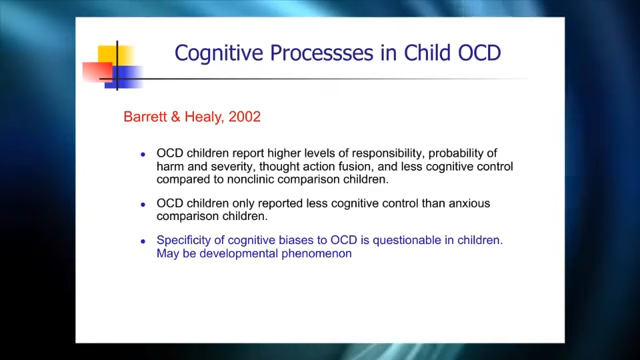 Cognitive Processses in Child OCD
Barrett & Healy, 2002
OCD children report higher levels of responsibility, probability of
harm and severity, thought action fusion, and less cognitive control
compared to nonclinic comparison children.
OCD children only reported less cognitive control than anxious
comparison children.
Specificity of cognitive biases to OCD is questionable in children.
May be developmental phenomenon